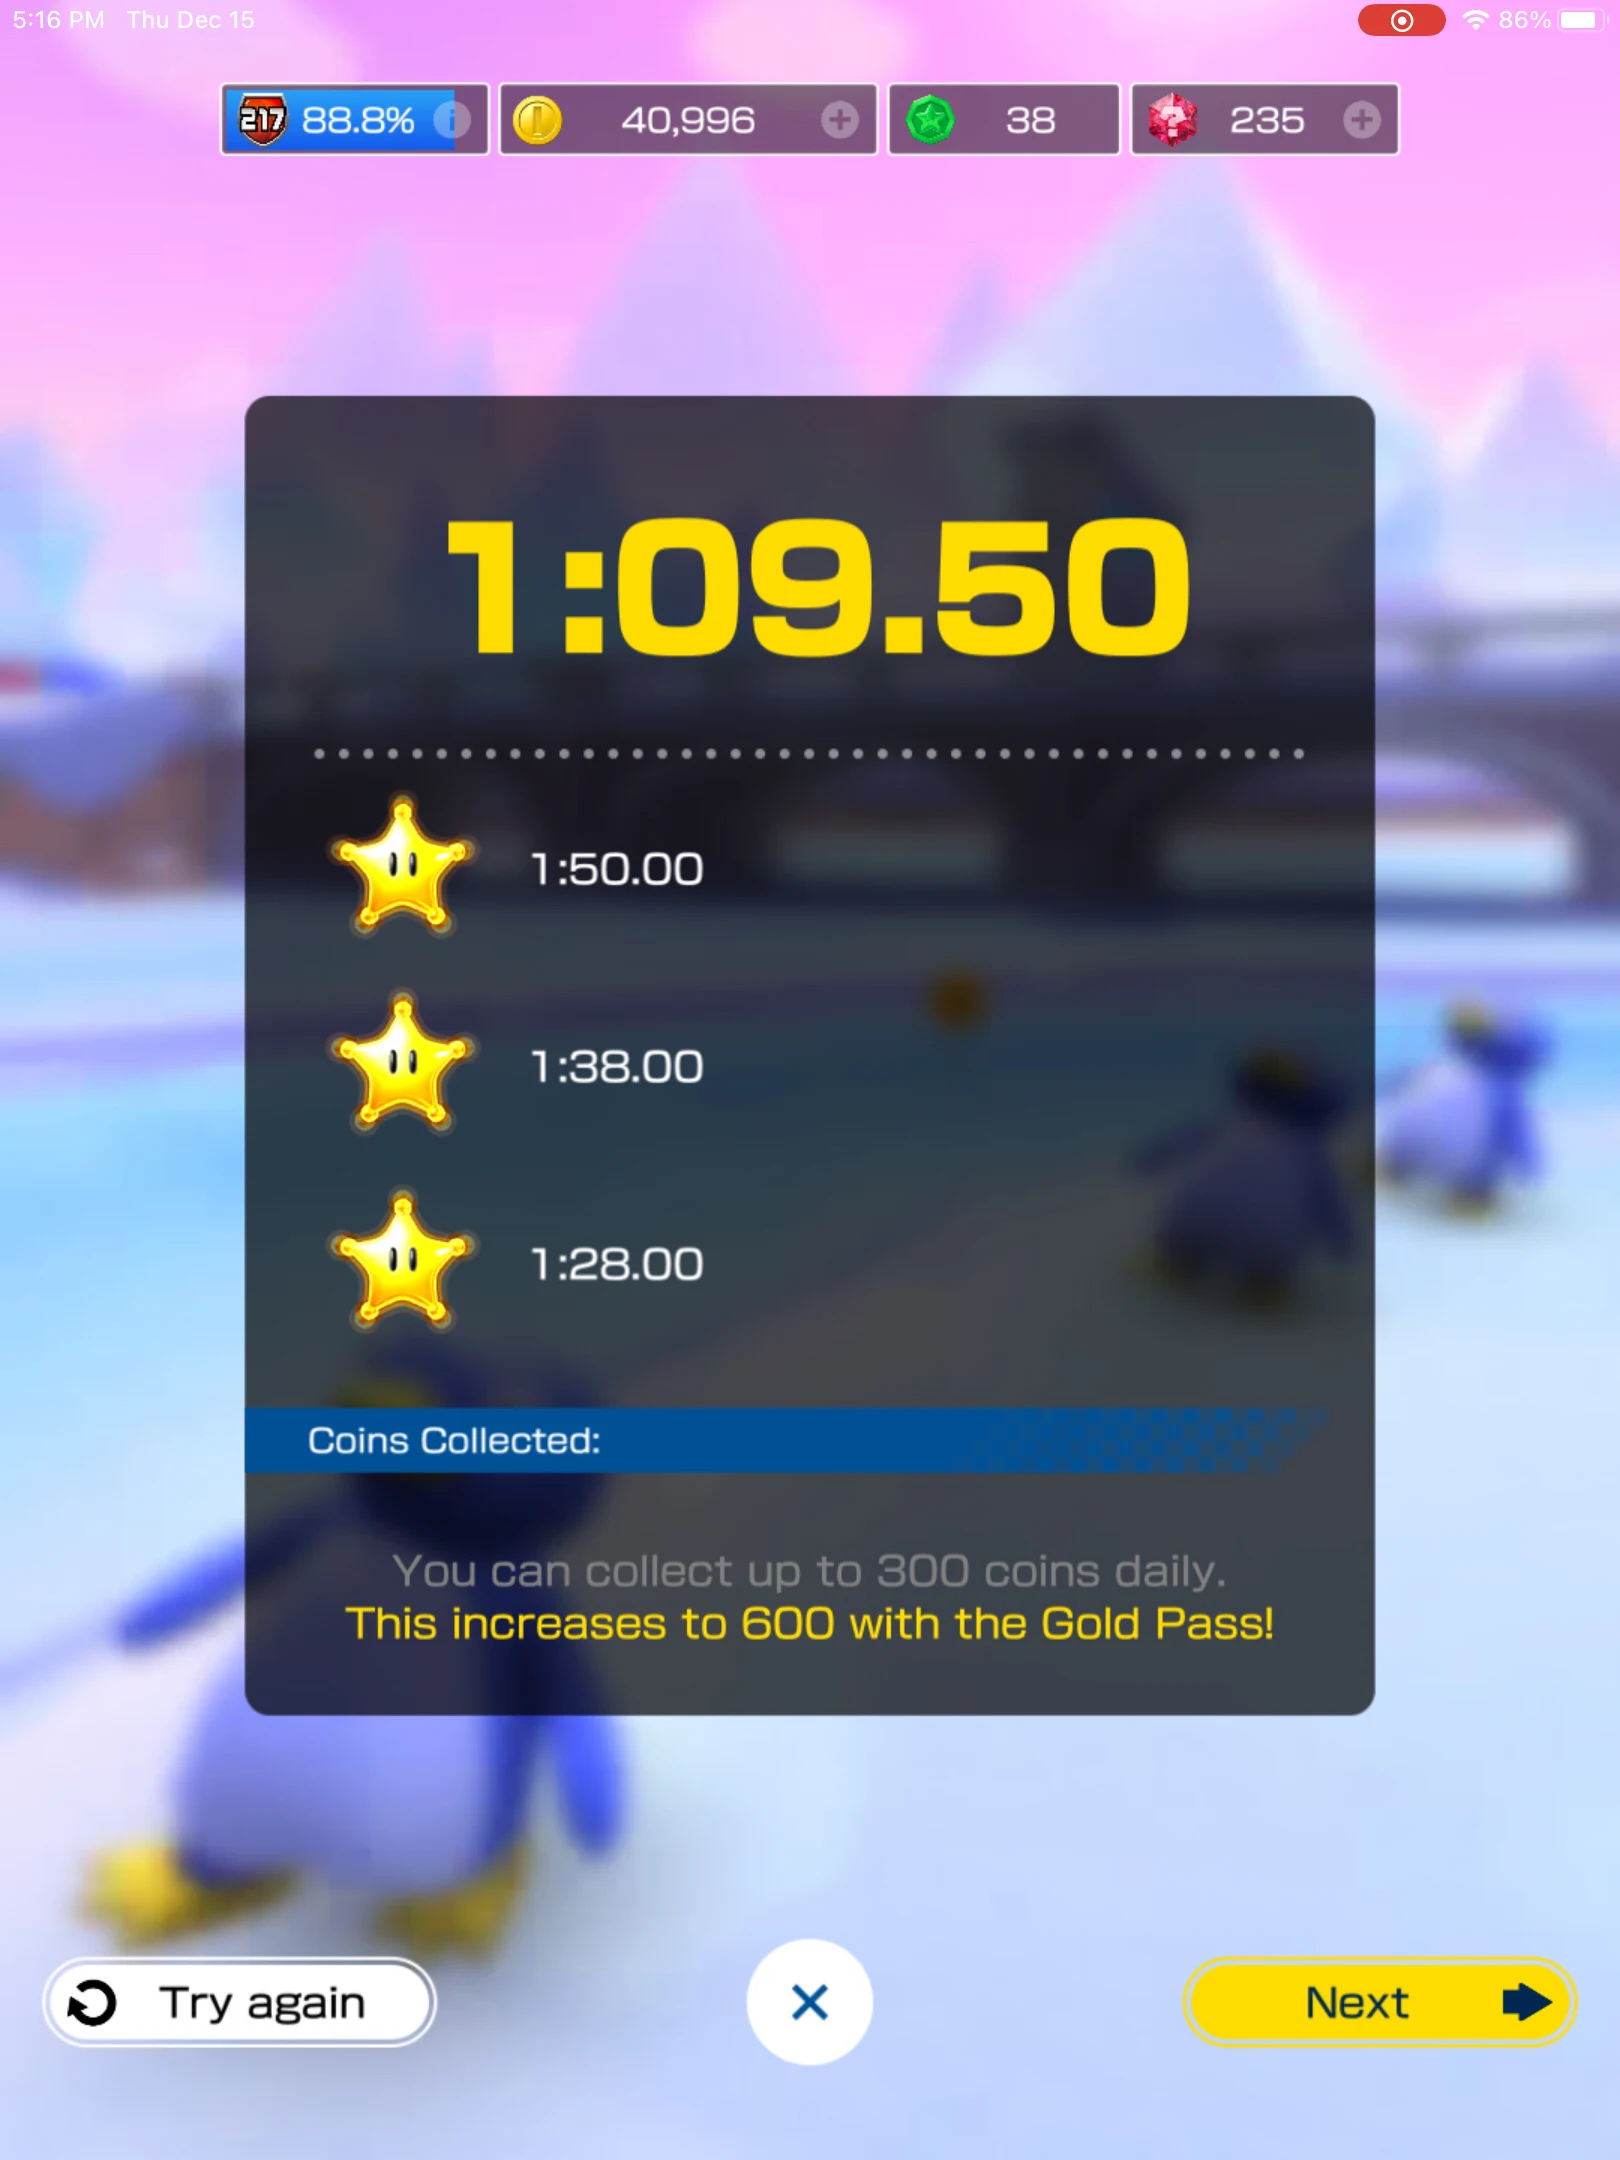 5:16 PM Thu Dec 15
86%
217 88.8% i 40,996 + 38 ? 235 +
1:09.50
1:50.00
1:38.00
1:28.00
Coins Collected:
You can collect up to 300 coins daily.
This increases to 600 with the Gold Pass!
Try again
×
Next